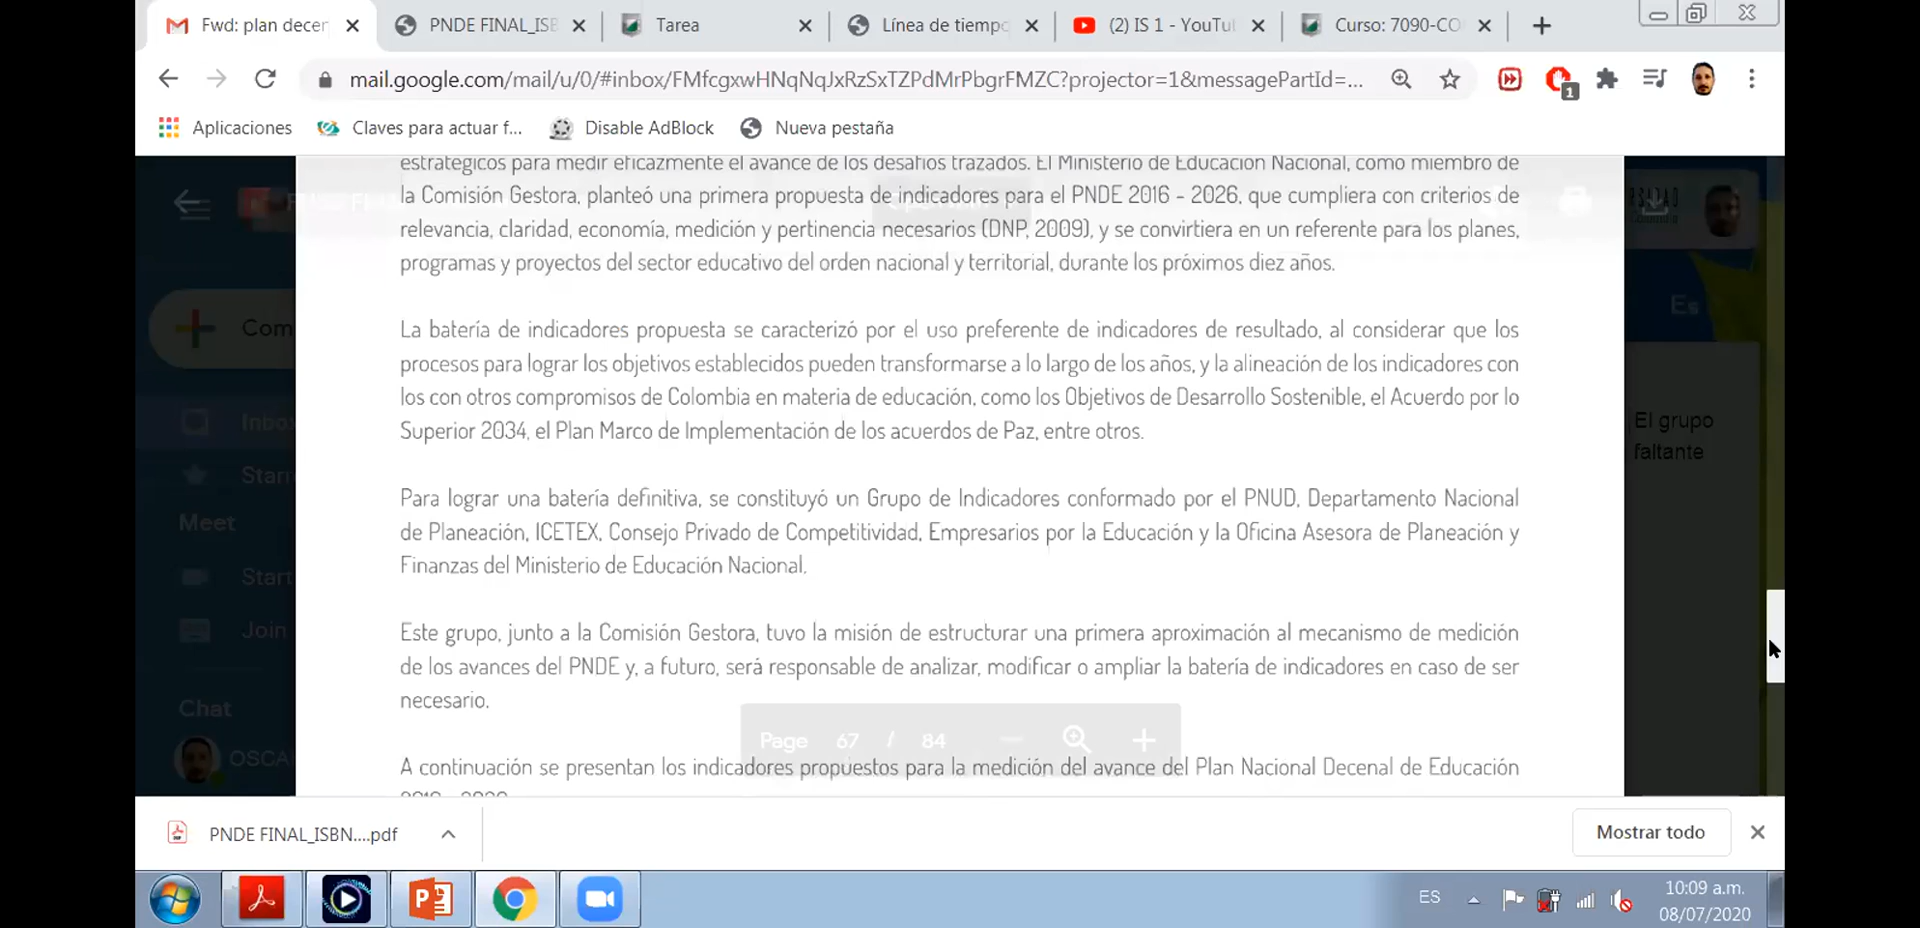 Fwd: plan decen
PNDE FINAL_ISB
Tarea
Línea de tiempo
(2) IS 1 - YouTu
Curso: 7090-CO
mail.google.com/mail/u/0/#inbox/FMfcgxwHNqNqJxRzSxTZPdMrPbgrFMZC?projector=1&messagePartId=...
1
Aplicaciones
Claves para actuar f...
Disable AdBlock
Nueva pestaña
estratégicos para medir eficazmente el avance de los desafíos trazados. El Ministerio de Educación Nacional, como miembro de
la Comisión Gestora, planteó una primera propuesta de indicadores para el PNDE 2016 - 2026, que cumpliera con criterios de
relevancia, claridad, economía, medición y pertinencia necesarios (DNP, 2009), y se convirtiera en un referente para los planes,
programas y proyectos del sector educativo del orden nacional y territorial, durante los próximos diez años.
La batería de indicadores propuesta se caracterizó por el uso preferente de indicadores de resultado, al considerar que los
procesos para lograr los objetivos establecidos pueden transformarse a lo largo de los años, y la alineación de los indicadores con
los con otros compromisos de Colombia en materia de educación, como los Objetivos de Desarrollo Sostenible, el Acuerdo por lo
Superior 2034, el Plan Marco de Implementación de los acuerdos de Paz, entre otros.
Para lograr una batería definitiva, se constituyó un Grupo de Indicadores conformado por el PNUD, Departamento Nacional
de Planeación, ICETEX, Consejo Privado de Competitividad, Empresarios por la Educación y la Oficina Asesora de Planeación y
Finanzas del Ministerio de Educación Nacional.
Este grupo, junto a la Comisión Gestora, tuvo la misión de estructurar una primera aproximación al mecanismo de medición
de los avances del PNDE y, a futuro, será responsable de analizar, modificar o ampliar la batería de indicadores en caso de ser
necesario.
Page 67 / 84
A continuación se presentan los indicadores propuestos para la medición del avance del Plan Nacional Decenal de Educación
Com
Inbo
Starr
Meet
Start
Join
Chat
OSCA
Es
El grupo
faltante
PNDE FINAL_ISBN....pdf
Mostrar todo
ES
10:09 a.m.
08/07/2020